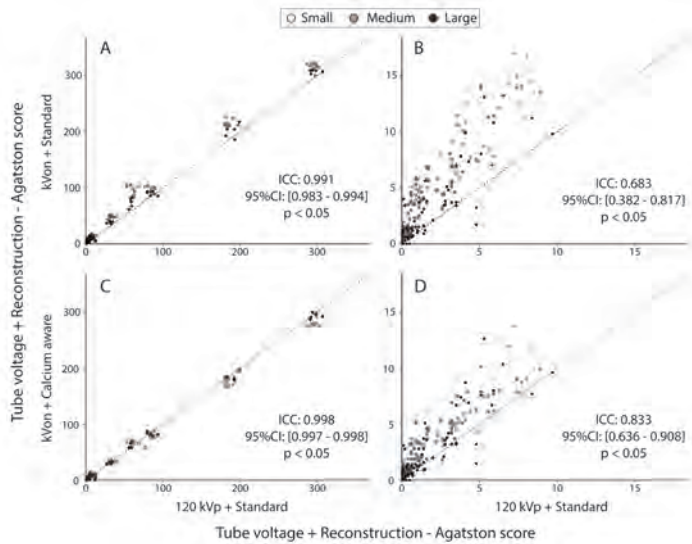 Small Medium Large
Tube voltage + Reconstruction - Agatston score
kVon + Standard
A
300
200
100
0
0 100 200 300
ICC: 0.991
95%CI: [0.983 - 0.994]
p < 0.05
B
15
10
5
0
0 5 10 15
ICC: 0.683
95%CI: [0.382 - 0.817]
p < 0.05
kVon + Calcium aware
C
300
200
100
0
0 100 200 300
ICC: 0.998
95%CI: [0.997 - 0.998]
p < 0.05
120 kVp + Standard
D
15
10
5
0
0 5 10 15
ICC: 0.833
95%CI: [0.636 - 0.908]
p < 0.05
120 kVp + Standard
Tube voltage + Reconstruction - Agatston score